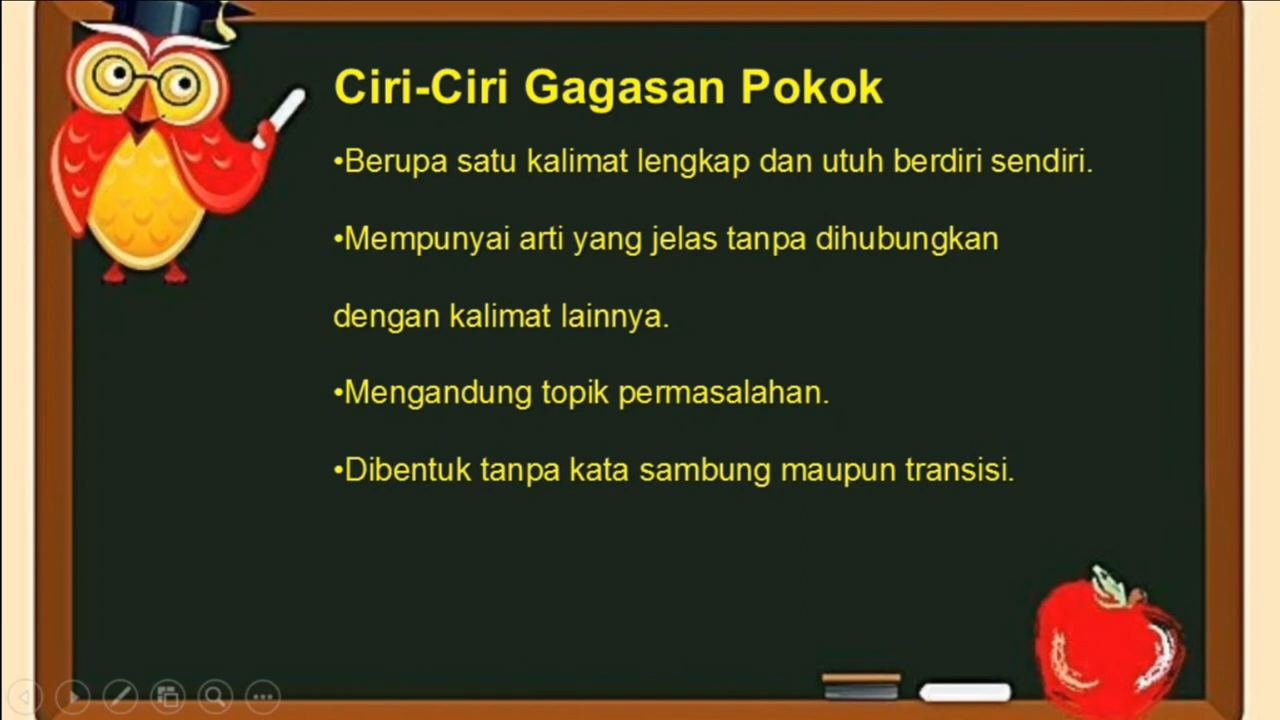 Ciri-Ciri Gagasan Pokok
•Berupa satu kalimat lengkap dan utuh berdiri sendiri.
•Mempunyai arti yang jelas tanpa dihubungkan
dengan kalimat lainnya.
•Mengandung topik permasalahan.
•Dibentuk tanpa kata sambung maupun transisi.